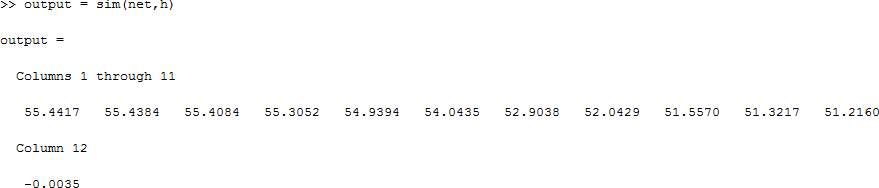 >> output = sim(net,h)
output =
Columns 1 through 11
55.4417 55.4384 55.4084 55.3052 54.9394 54.0435 52.9038 52.0429 51.5570 51.3217 51.2160
Column 12
-0.0035